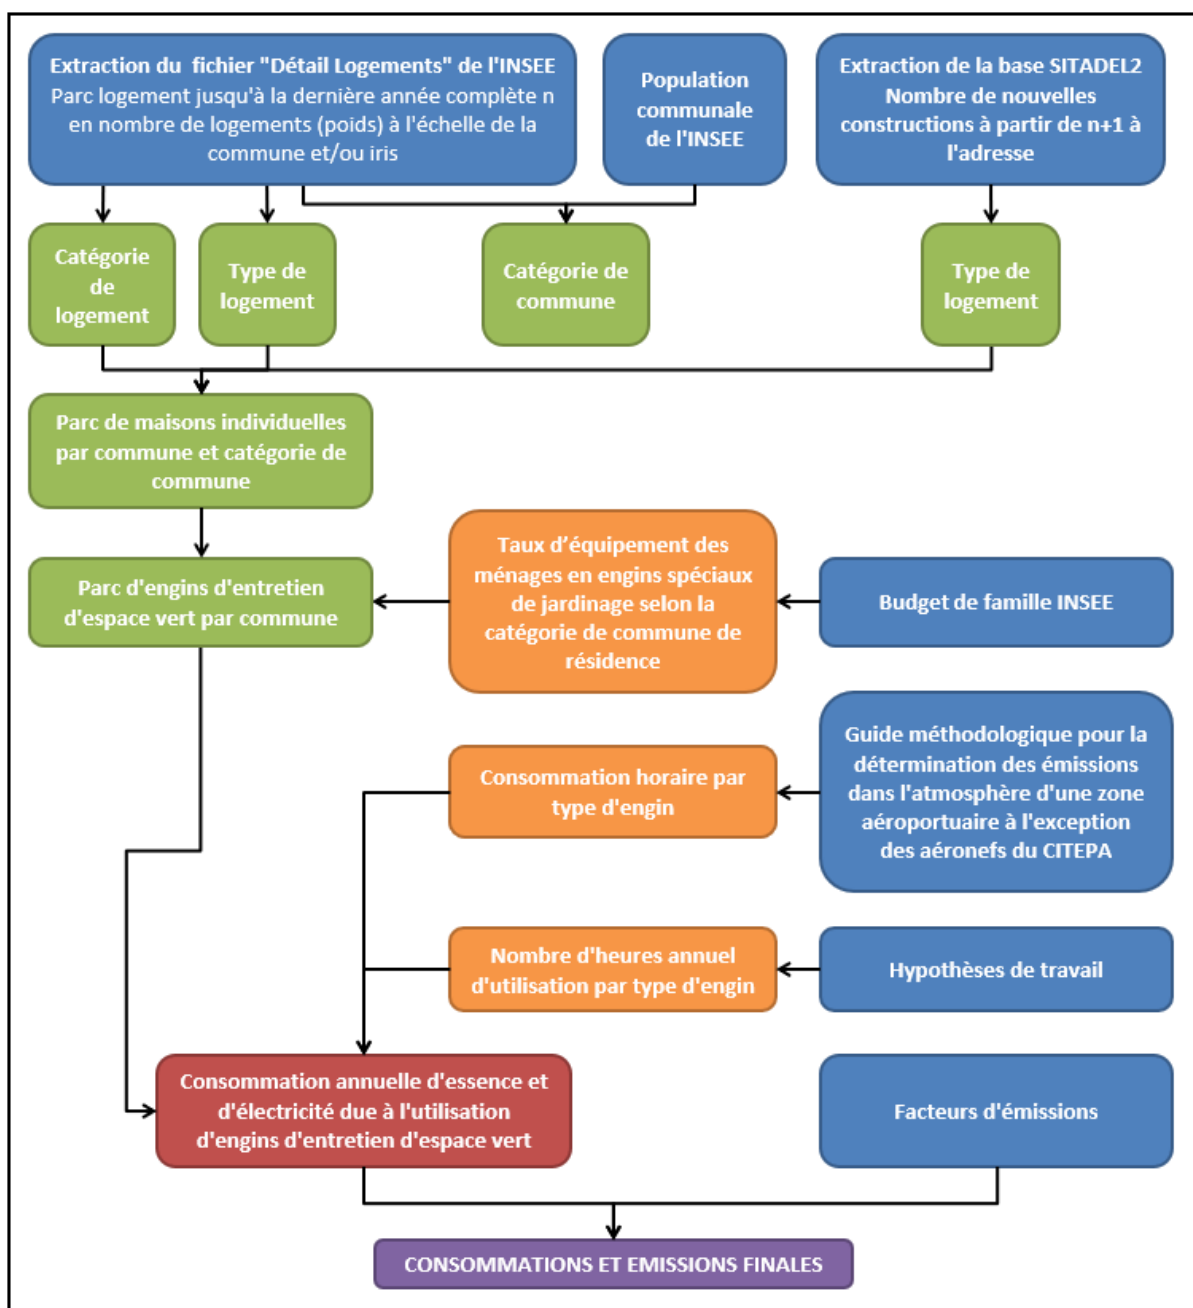 Extraction du fichier "Détail Logements" de l'INSEE
Parc logement jusqu'à la dernière année complète n
en nombre de logements (poids) à l'échelle de la
commune et/ou iris
Population
communale
de l'INSEE
Extraction de la base SITADEL2
Nombre de nouvelles
constructions à partir de n+1 à
l'adresse
Catégorie
de
logement
Type de
logement
Catégorie de
commune
Type de
logement
Parc de maisons individuelles
par commune et catégorie de
commune
Parc d'engins d'entretien
d'espace vert par commune
Taux d’équipement des
ménages en engins spéciaux
de jardinage selon la
catégorie de commune de
résidence
Budget de famille INSEE
Consommation horaire par
type d'engin
Guide méthodologique pour la
détermination des émissions
dans l'atmosphère d'une zone
aéroportuaire à l'exception
des aéronefs du CITEPA
Nombre d'heures annuel
d'utilisation par type d'engin
Hypothèses de travail
Consommation annuelle d'essence et
d'électricité due à l'utilisation
d'engins d'entretien d'espace vert
Facteurs d'émissions
CONSOMMATIONS ET EMISSIONS FINALES